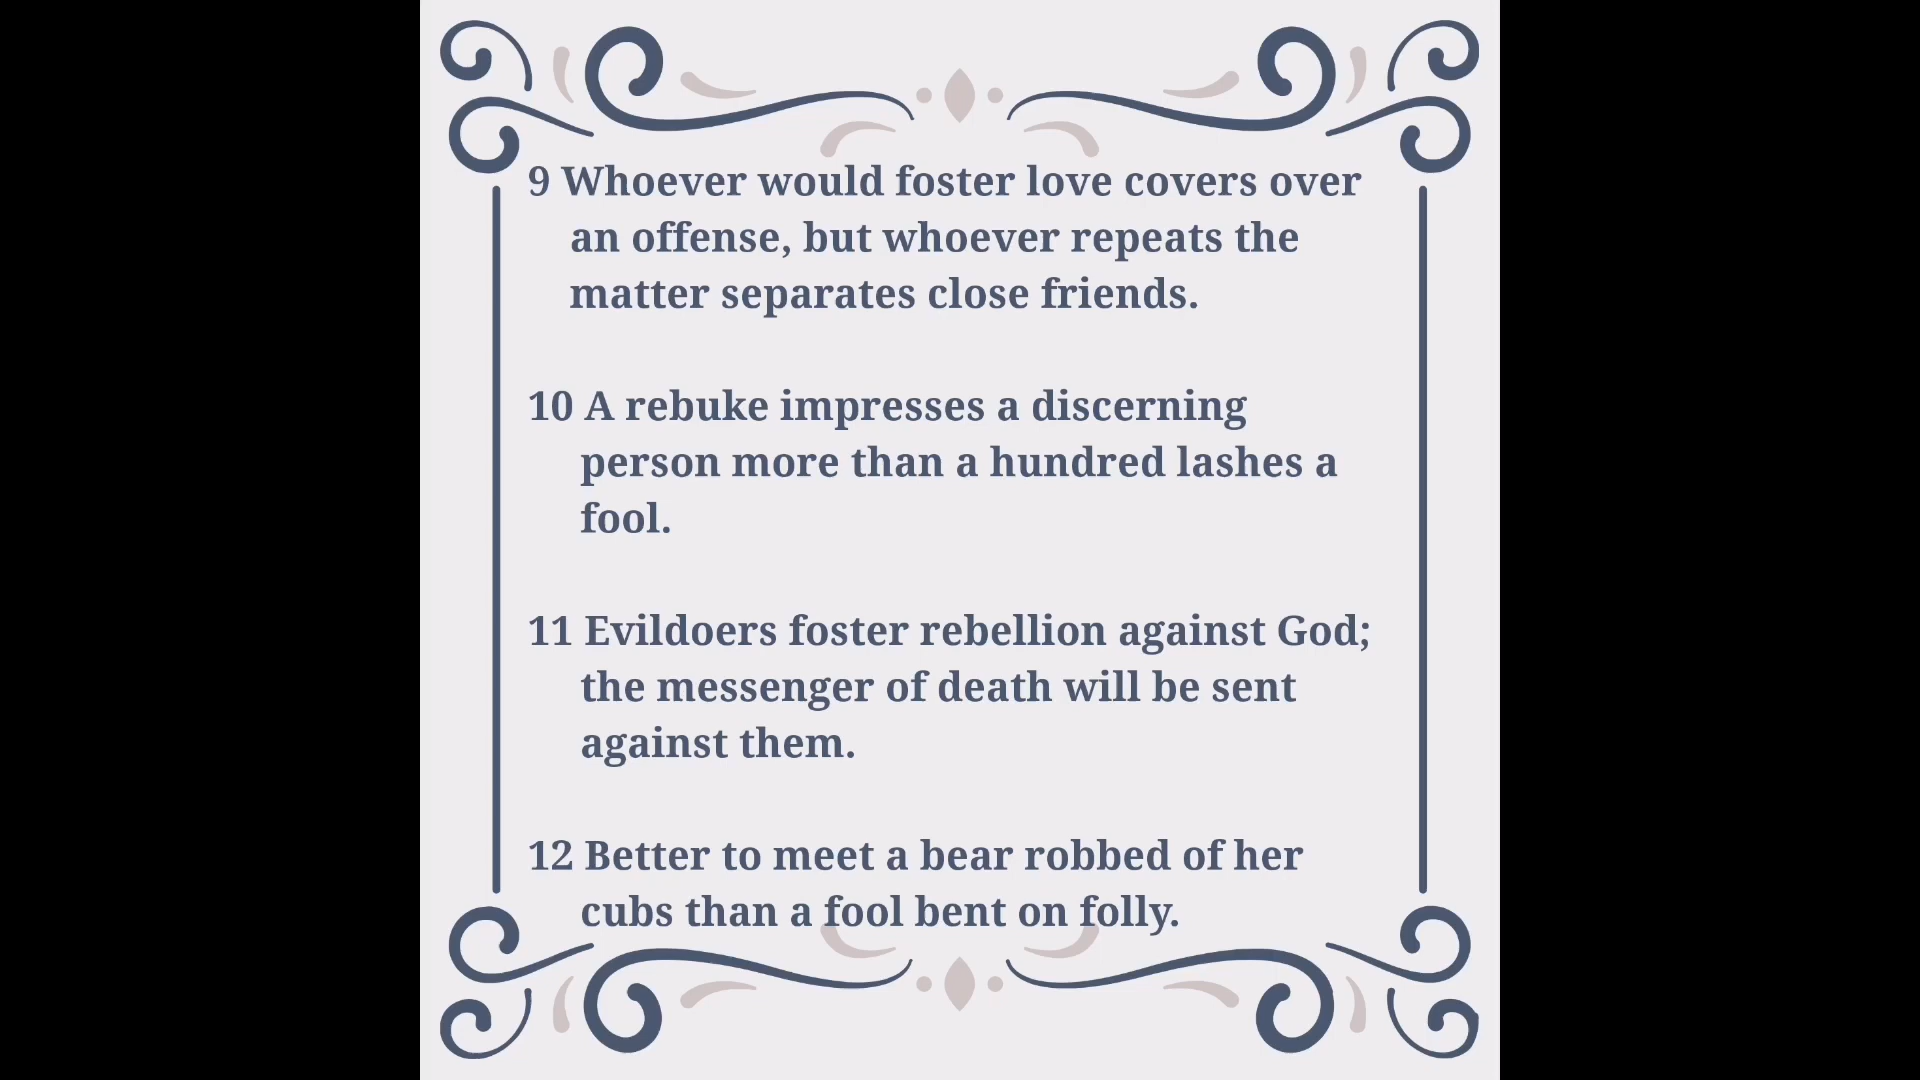 9 Whoever would foster love covers over
an offense, but whoever repeats the
matter separates close friends.
10 A rebuke impresses a discerning
person more than a hundred lashes a
fool.
11 Evildoers foster rebellion against God;
the messenger of death will be sent
against them.
12 Better to meet a bear robbed of her
cubs than a fool bent on folly.